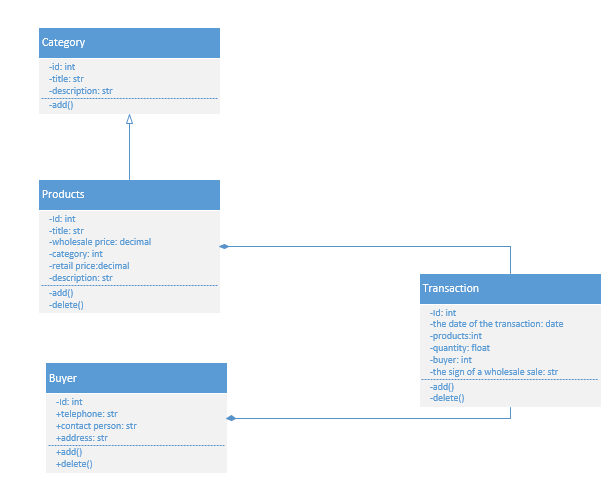 Category
-id: int
-title: str
-description: str
-add()
Products
-Id: int
-title: str
-wholesale price: decimal
-category: int
-retail price:decimal
-description: str
-add()
-delete()
Transaction
-Id: int
-the date of the transaction: date
-products:int
-quantity: float
-buyer: int
-the sign of a wholesale sale: str
-add()
-delete()
Buyer
-Id: int
+telephone: str
+contact person: str
+address: str
+add()
+delete()